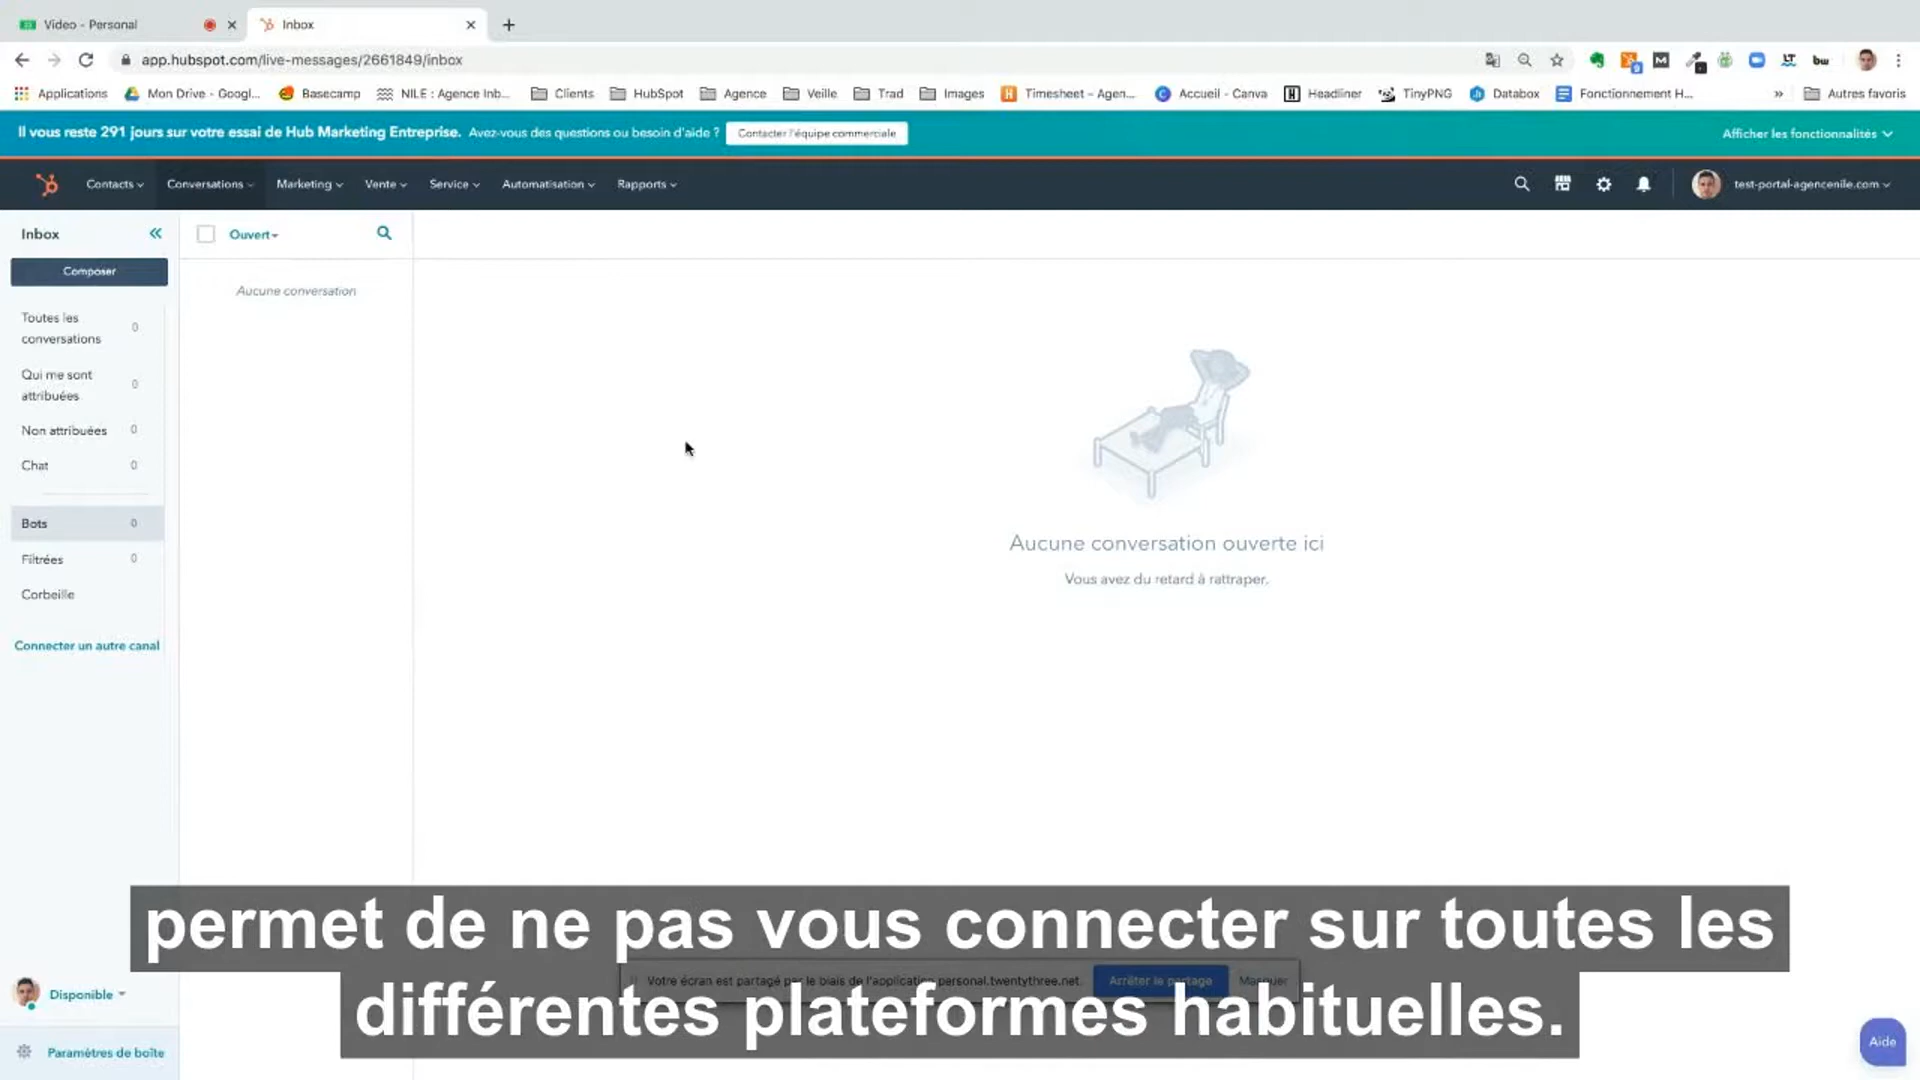 Video - Personal
Inbox
app.hubspot.com/live-messages/2661849/inbox
Applications
Mon Drive - Googl...
Basecamp
NILE : Agence Inb...
Clients
HubSpot
Agence
Veille
Trad
Images
Timesheet – Agen...
Accueil - Canva
Headliner
TinyPNG
Databox
Fonctionnement H...
»
Autres favoris
Il vous reste 291 jours sur votre essai de Hub Marketing Entreprise. Avez-vous des questions ou besoin d'aide ?
Contacter l'équipe commerciale
Afficher les fonctionnalités
Contacts
Conversations
Marketing
Vente
Service
Automatisation
Rapports
test-portal-agencenile.com
Inbox
Composer
Toutes les
conversations
0
Qui me sont
attribuées
0
Non attribuées 0
Chat 0
Bots 0
Filtrées 0
Corbeille
Connecter un autre canal
Ouvert
Aucune conversation
Aucune conversation ouverte ici
Vous avez du retard à rattraper.
permet de ne pas vous connecter sur toutes les
Votre écran est partagé par le biais de l'application personal.twentythree.net.
Arrêter le partage
Masquer
différentes plateformes habituelles.
Disponible
Paramètres de boîte
Aide